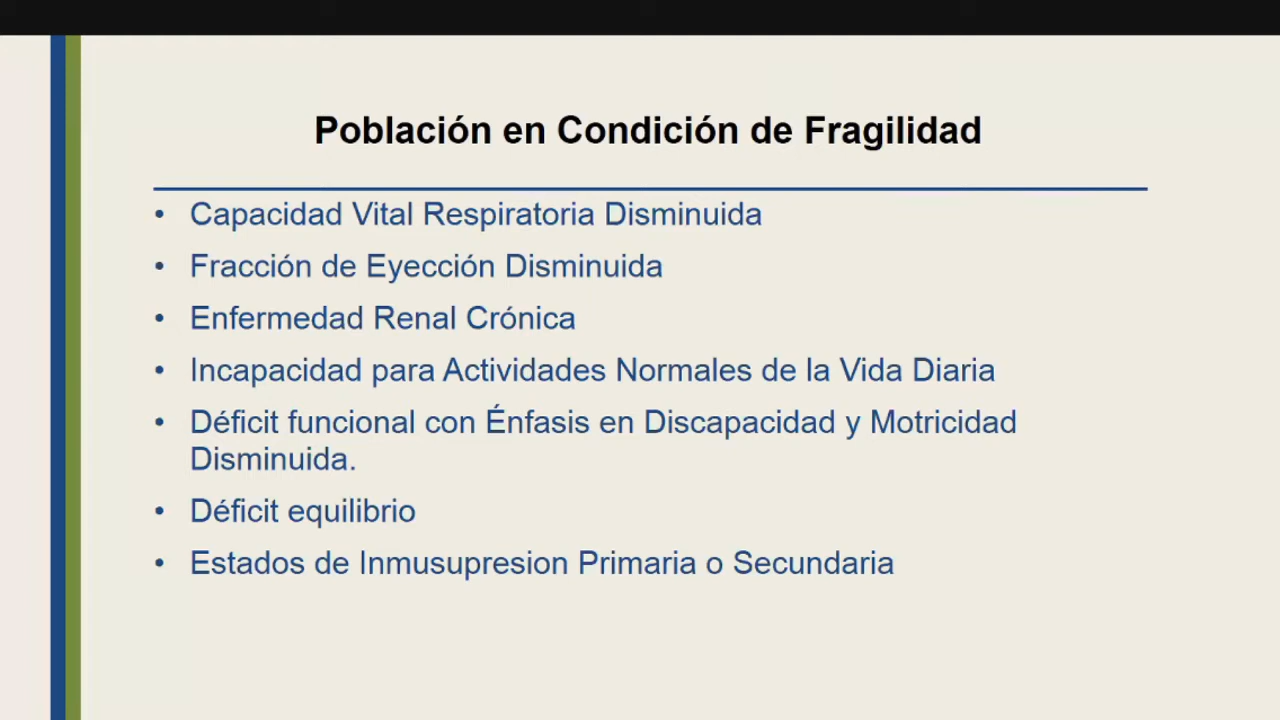 Población en Condición de Fragilidad
• Capacidad Vital Respiratoria Disminuida
• Fracción de Eyección Disminuida
• Enfermedad Renal Crónica
• Incapacidad para Actividades Normales de la Vida Diaria
• Déficit funcional con Énfasis en Discapacidad y Motricidad
Disminuida.
• Déficit equilibrio
• Estados de Inmusupresion Primaria o Secundaria